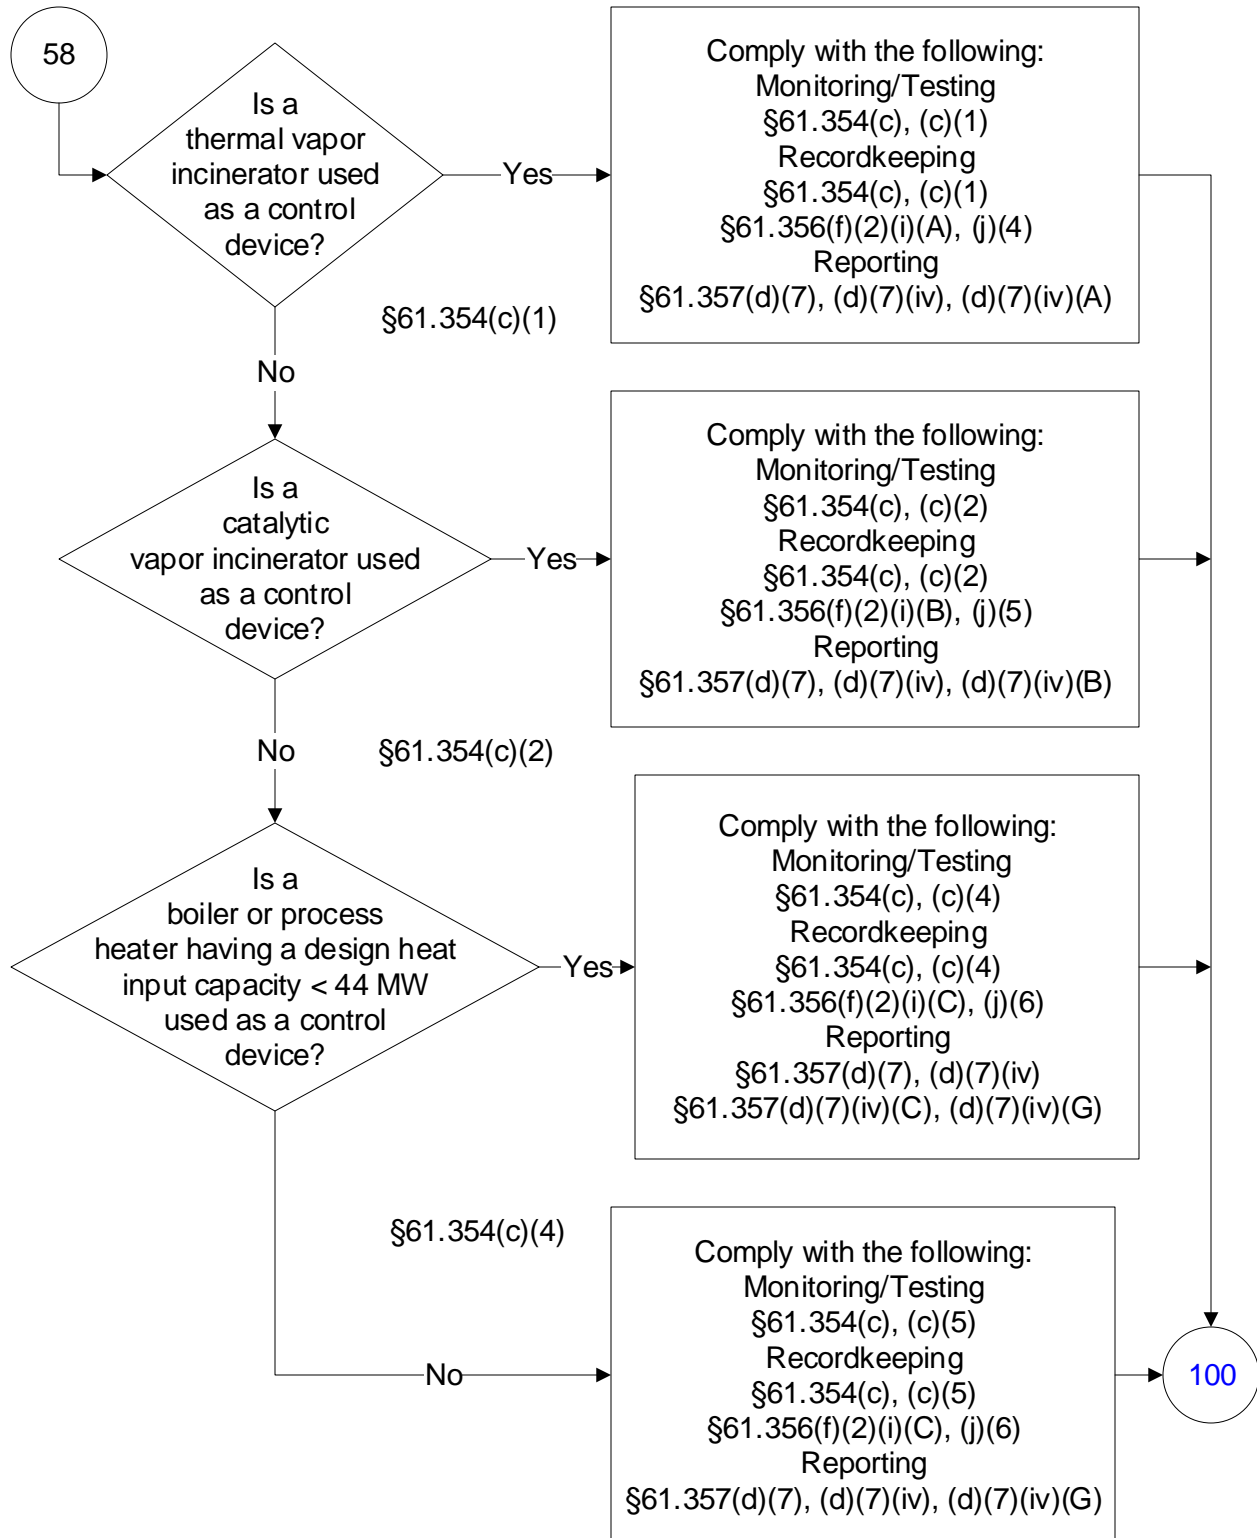 58
Is a
thermal vapor
incinerator used
as a control
device?
Yes
Comply with the following:
Monitoring/Testing
§61.354(c), (c)(1)
Recordkeeping
§61.354(c), (c)(1)
§61.356(f)(2)(i)(A), (j)(4)
Reporting
§61.357(d)(7), (d)(7)(iv), (d)(7)(iv)(A)
§61.354(c)(1)
No
Is a
catalytic
vapor incinerator used
as a control
device?
Yes
Comply with the following:
Monitoring/Testing
§61.354(c), (c)(2)
Recordkeeping
§61.354(c), (c)(2)
§61.356(f)(2)(i)(B), (j)(5)
Reporting
§61.357(d)(7), (d)(7)(iv), (d)(7)(iv)(B)
No
§61.354(c)(2)
Is a
boiler or process
heater having a design heat
input capacity < 44 MW
used as a control
device?
Yes
Comply with the following:
Monitoring/Testing
§61.354(c), (c)(4)
Recordkeeping
§61.354(c), (c)(4)
§61.356(f)(2)(i)(C), (j)(6)
Reporting
§61.357(d)(7), (d)(7)(iv)
§61.357(d)(7)(iv)(C), (d)(7)(iv)(G)
§61.354(c)(4)
No
Comply with the following:
Monitoring/Testing
§61.354(c), (c)(5)
Recordkeeping
§61.354(c), (c)(5)
§61.356(f)(2)(i)(C), (j)(6)
Reporting
§61.357(d)(7), (d)(7)(iv), (d)(7)(iv)(G)
100